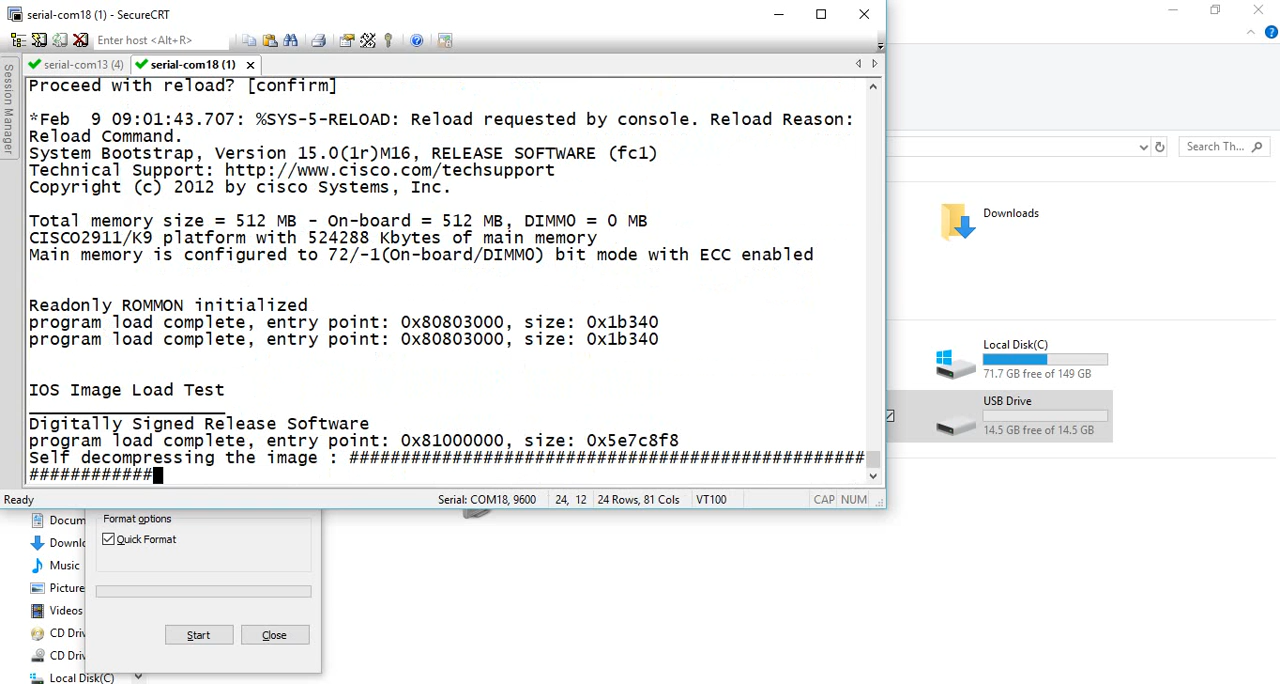 serial-com18 (1) - SecureCRT
Enter host <Alt+R>
Session Manager
serial-com13 (4)
serial-com18 (1)
Proceed with reload? [confirm]
*Feb  9 09:01:43.707: %SYS-5-RELOAD: Reload requested by console. Reload Reason:
Reload Command.
System Bootstrap, Version 15.0(1r)M16, RELEASE SOFTWARE (fc1)
Technical Support: http://www.cisco.com/techsupport
Copyright (c) 2012 by cisco Systems, Inc.
Total memory size = 512 MB - On-board = 512 MB, DIMM0 = 0 MB
CISCO2911/K9 platform with 524288 Kbytes of main memory
Main memory is configured to 72/-1(On-board/DIMM0) bit mode with ECC enabled
Readonly ROMMON initialized
program load complete, entry point: 0x80803000, size: 0x1b340
program load complete, entry point: 0x80803000, size: 0x1b340
IOS Image Load Test
___________________
Digitally Signed Release Software
program load complete, entry point: 0x81000000, size: 0x5e7c8f8
Self decompressing the image : ##################################################
############
Ready
Serial: COM18, 9600
24, 12
24 Rows, 81 Cols
VT100
CAP NUM
Search Th...
Downloads
Local Disk(C)
71.7 GB free of 149 GB
USB Drive
14.5 GB free of 14.5 GB
Docum
Downlo
Music
Picture
Videos
CD Driv
CD Driv
Local Disk(C)
Format options
Quick Format
Start
Close